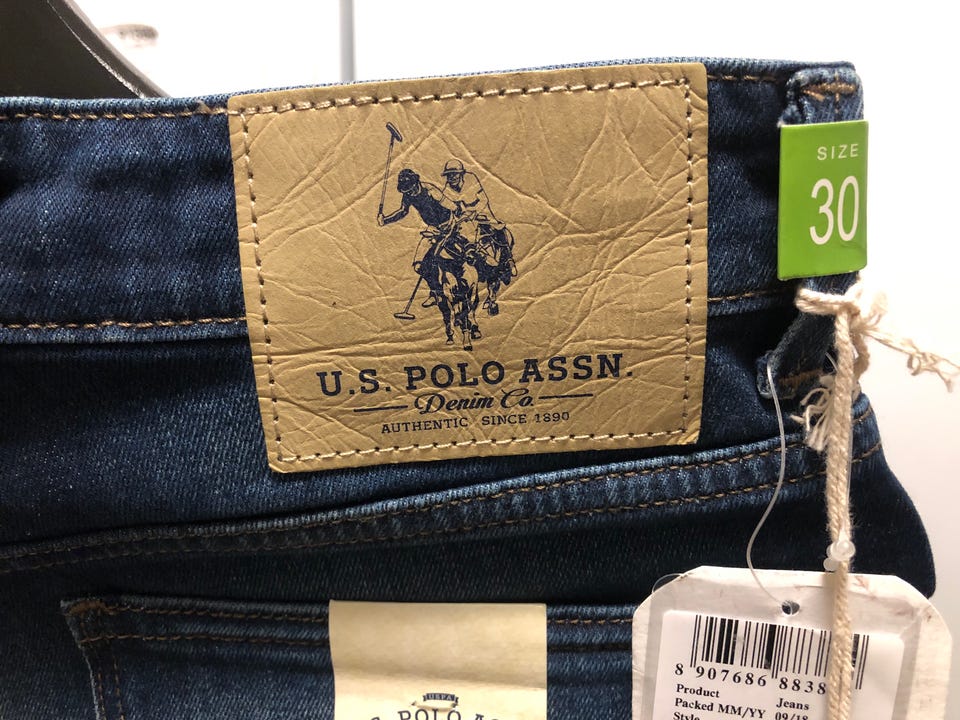 SIZE
30
U.S. POLO ASSN.
Denim Co.
AUTHENTIC SINCE 1890
USPA
8 907686 8838
Product Jeans
Packed MM/YY 09/18
Style